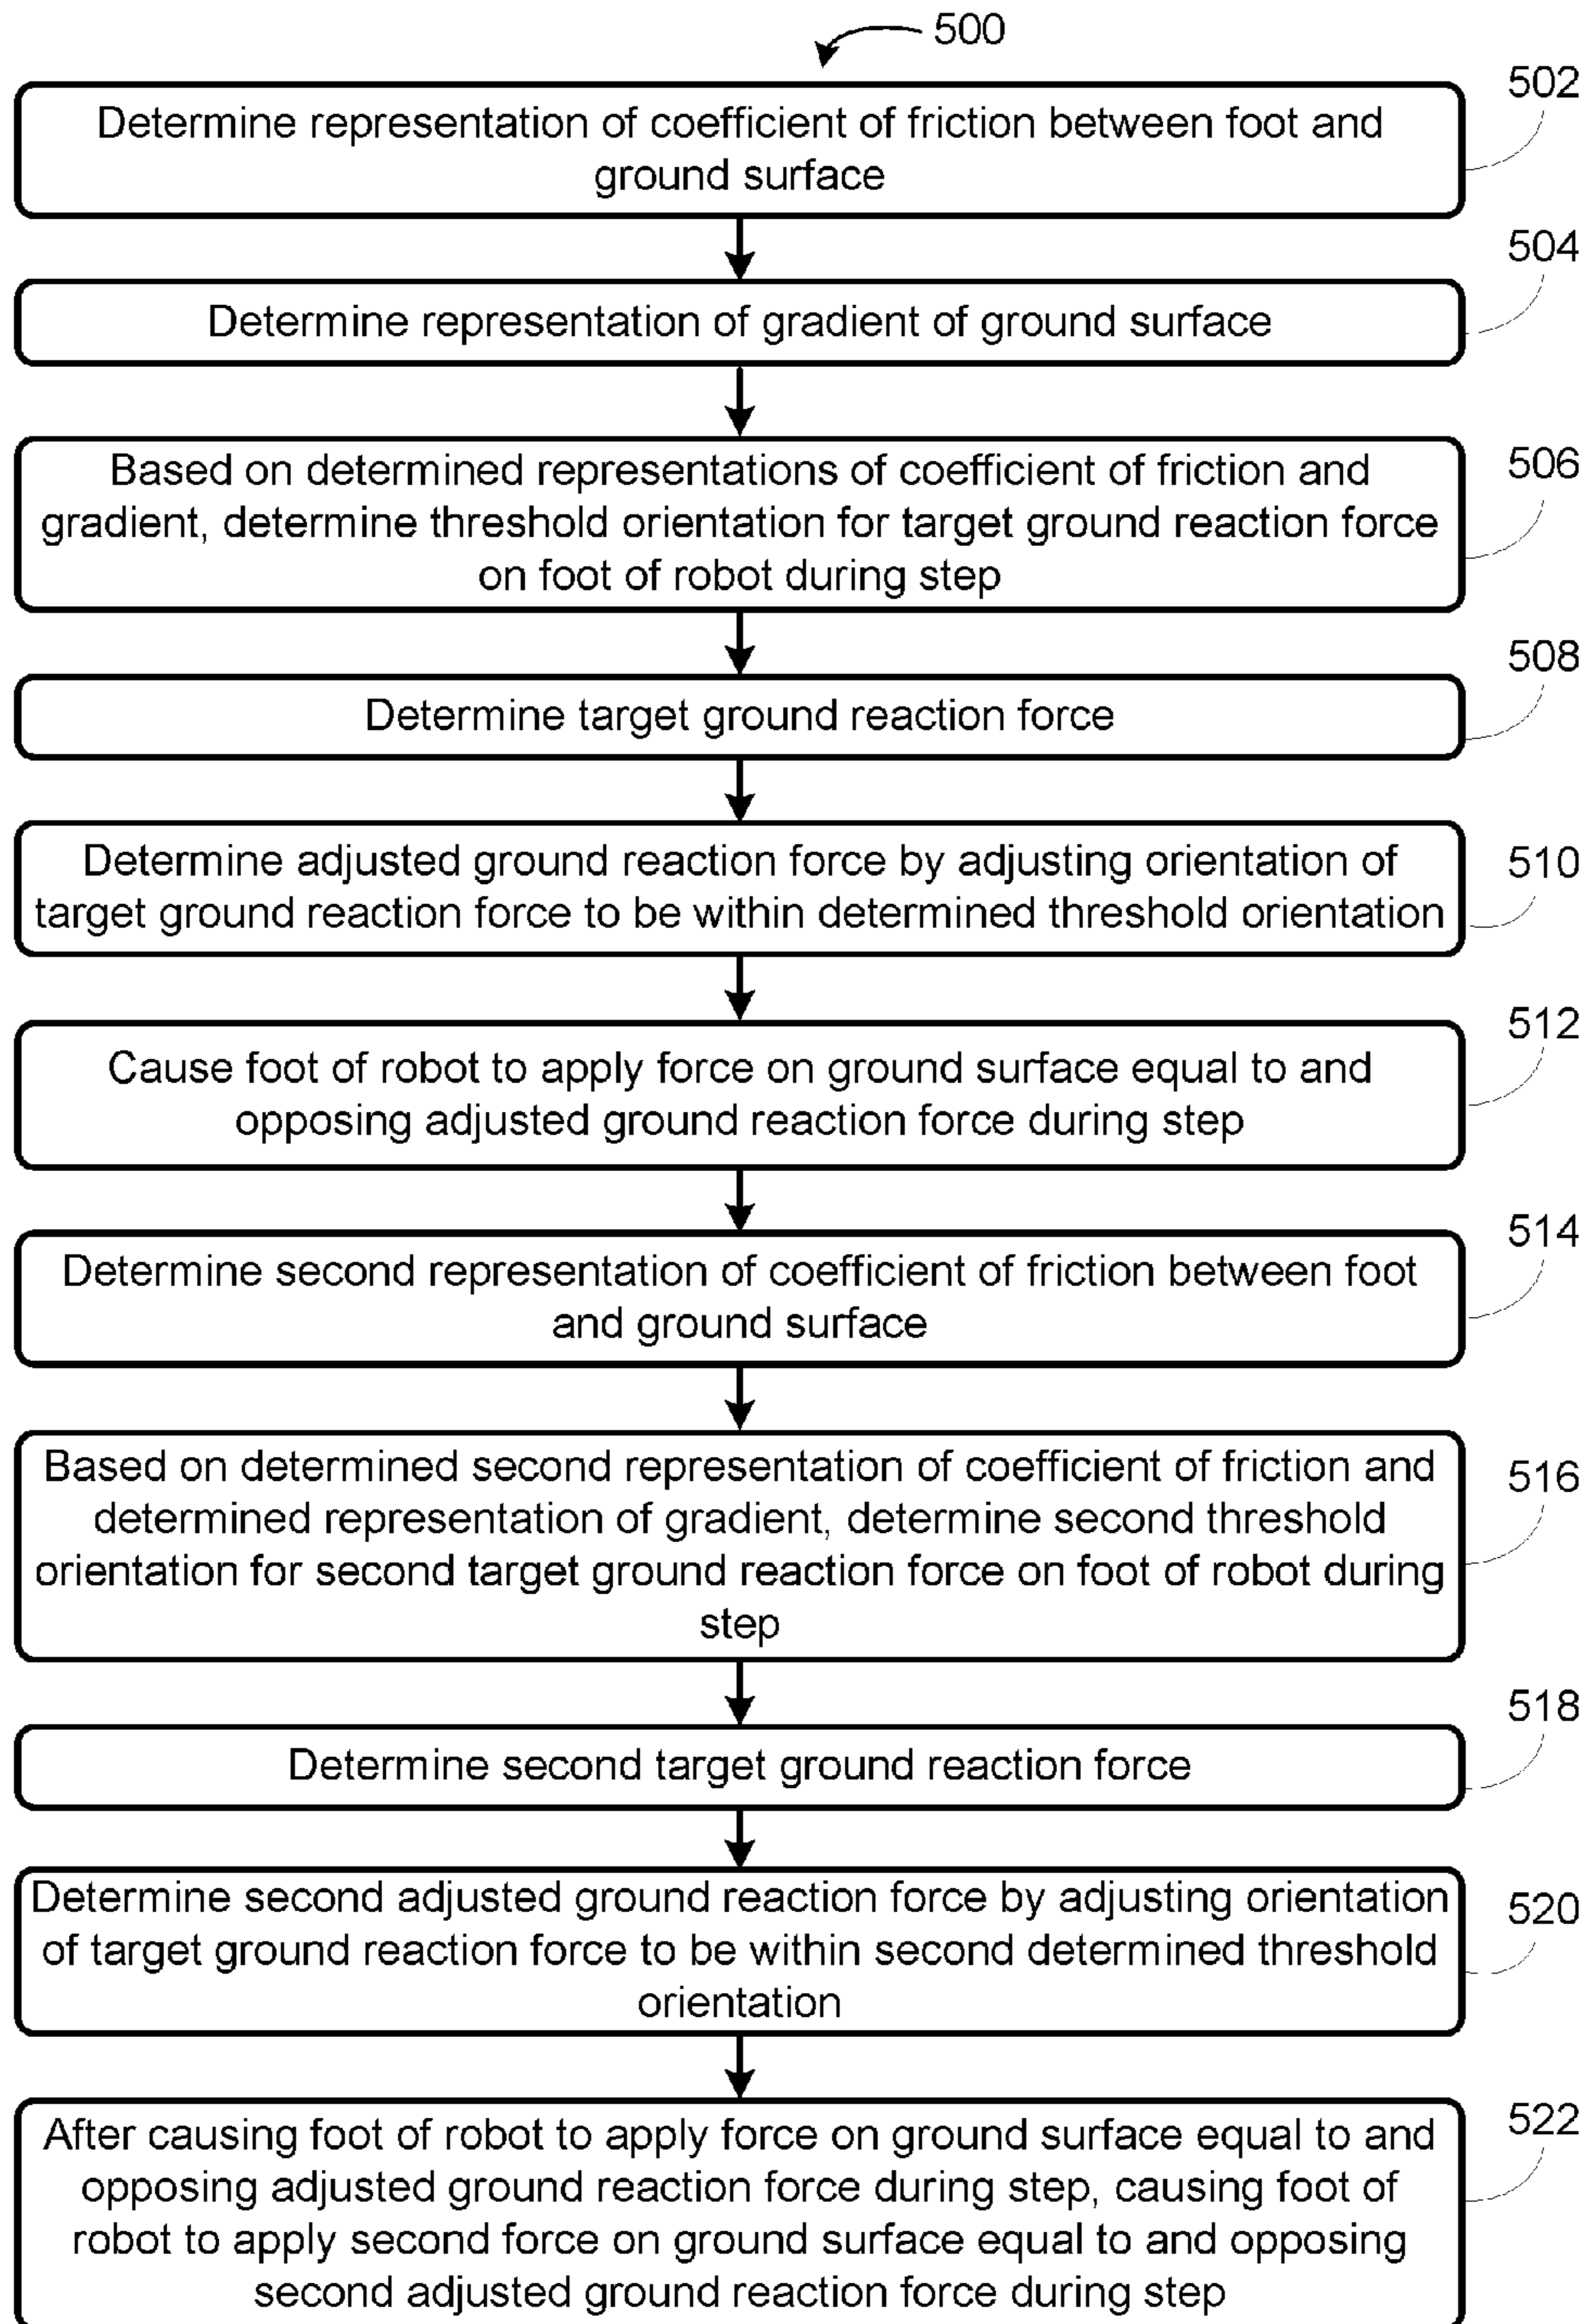 500
502
Determine representation of coefficient of friction between foot and
ground surface
504
Determine representation of gradient of ground surface
506
Based on determined representations of coefficient of friction and
gradient, determine threshold orientation for target ground reaction force
on foot of robot during step
508
Determine target ground reaction force
510
Determine adjusted ground reaction force by adjusting orientation of
target ground reaction force to be within determined threshold orientation
512
Cause foot of robot to apply force on ground surface equal to and
opposing adjusted ground reaction force during step
514
Determine second representation of coefficient of friction between foot
and ground surface
516
Based on determined second representation of coefficient of friction and
determined representation of gradient, determine second threshold
orientation for second target ground reaction force on foot of robot during
step
518
Determine second target ground reaction force
520
Determine second adjusted ground reaction force by adjusting orientation
of target ground reaction force to be within second determined threshold
orientation
522
After causing foot of robot to apply force on ground surface equal to and
opposing adjusted ground reaction force during step, causing foot of
robot to apply second force on ground surface equal to and opposing
second adjusted ground reaction force during step